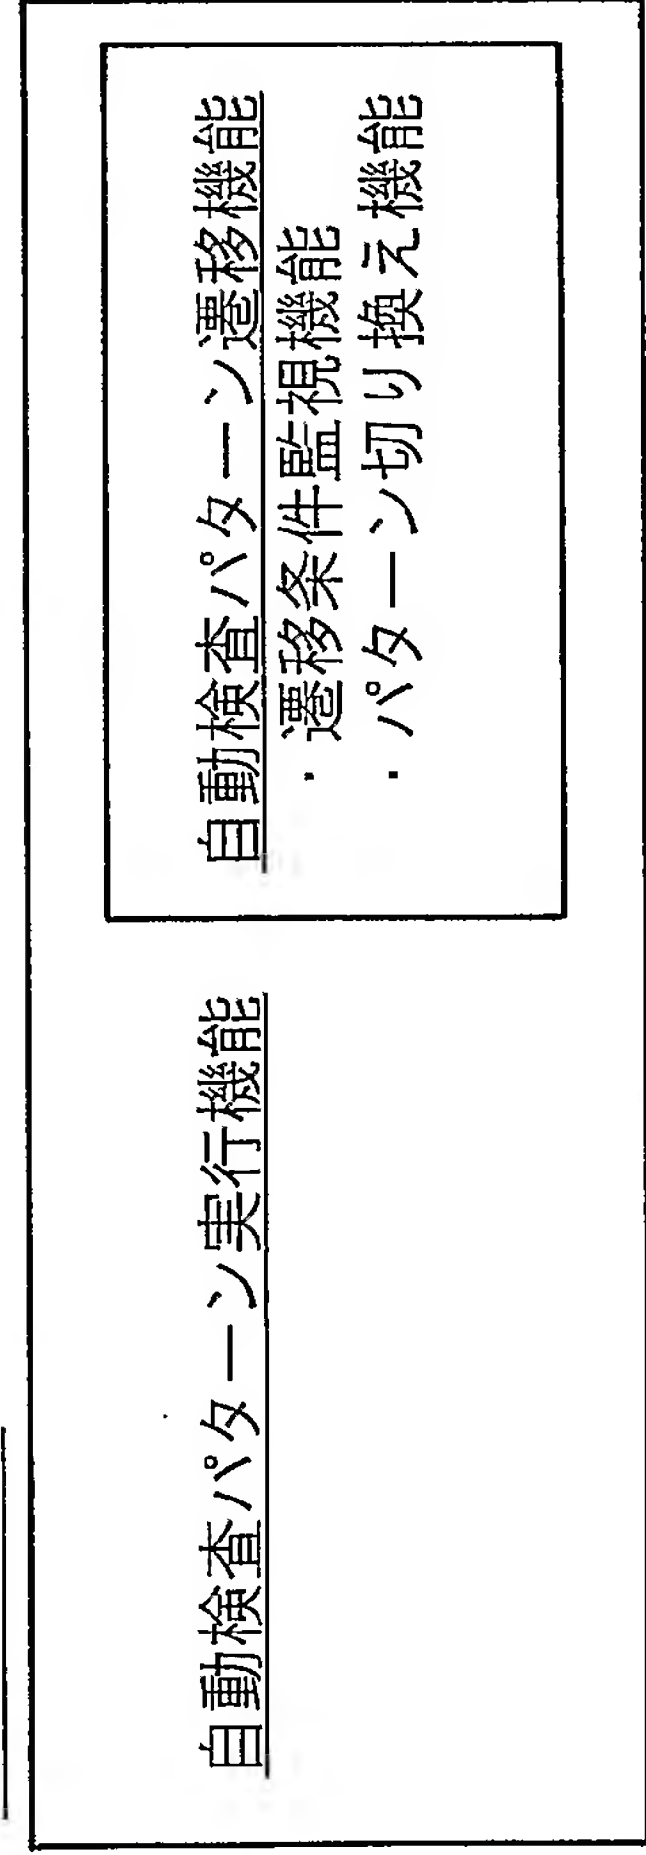 自動検査パターン実行機能
自動検査パターン遷移機能
・遷移条件監視機能
・パターン切り換え機能